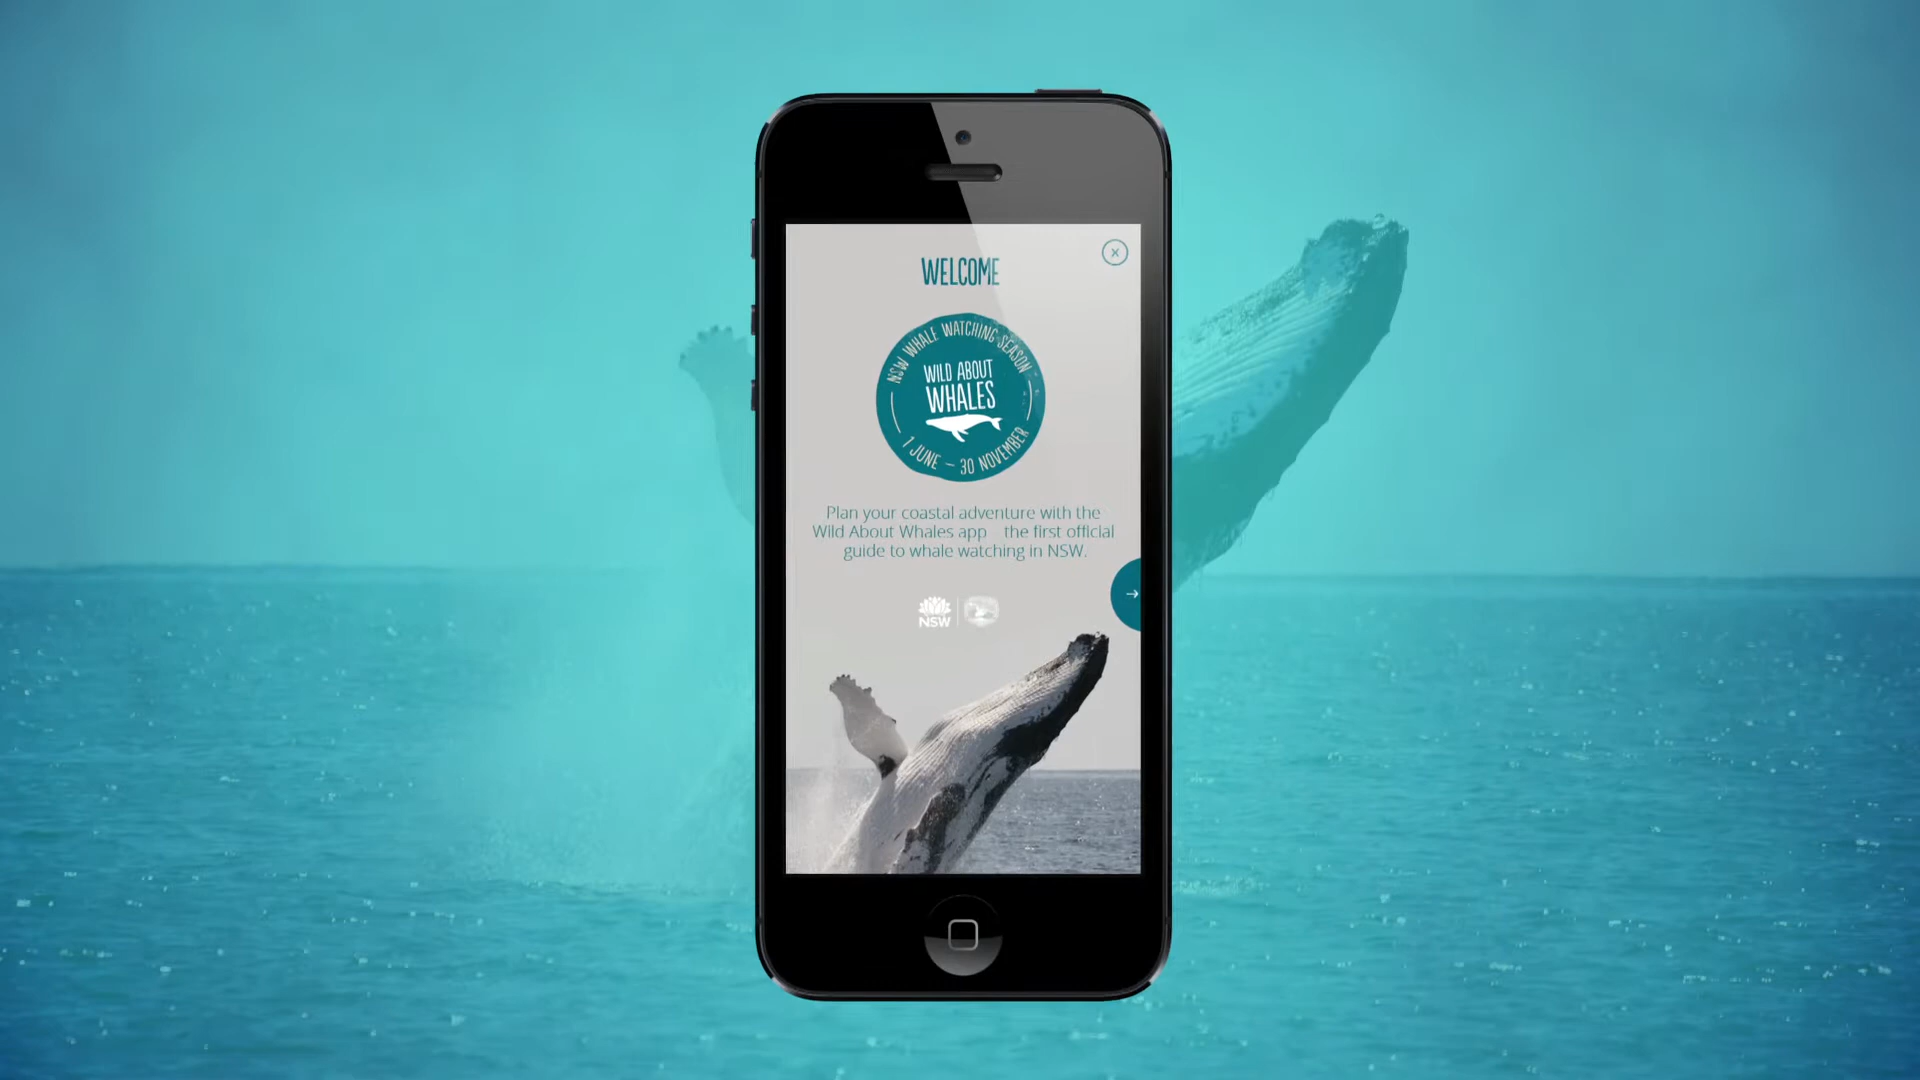 WELCOME
NSW WHALE WATCHING SEASON
WILD ABOUT
WHALES
1 JUNE – 30 NOVEMBER
Plan your coastal adventure with the
Wild About Whales app the first official
guide to whale watching in NSW.
NSW